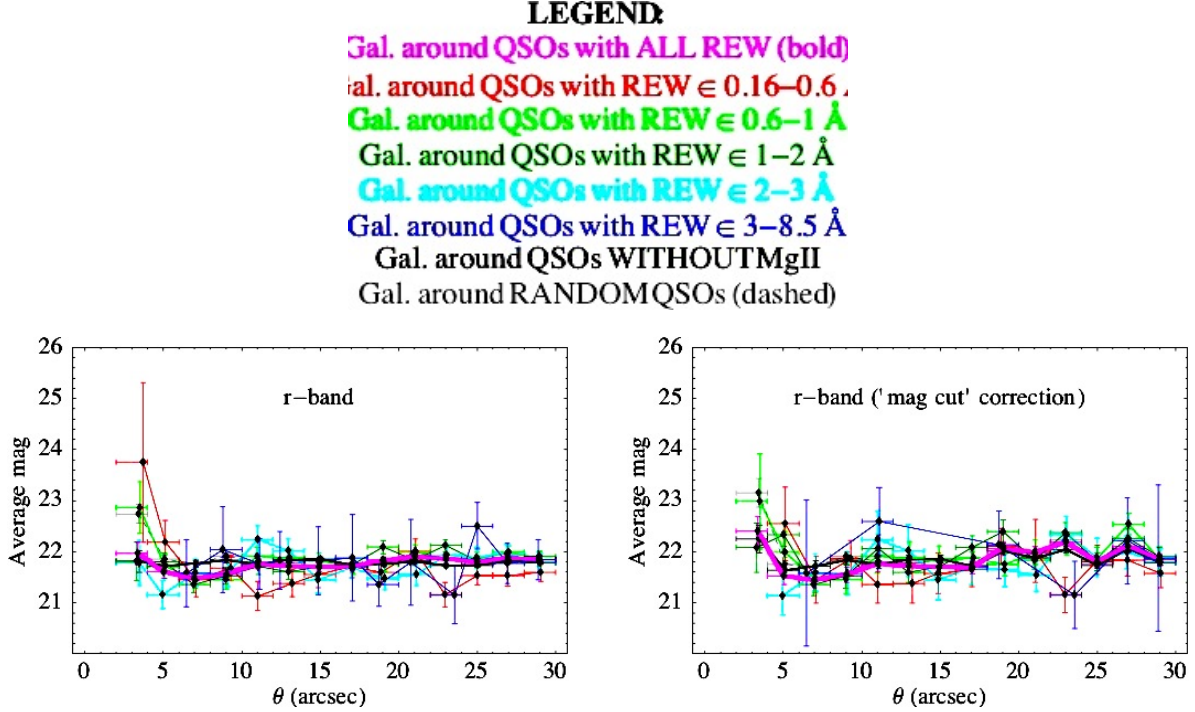 LEGEND:
Gal. around QSOs with ALL REW (bold)
Gal. around QSOs with REW ∈ 0.16–0.6
Gal. around QSOs with REW ∈ 0.6–1 Å
Gal. around QSOs with REW ∈ 1–2 Å
Gal. around QSOs with REW ∈ 2–3 Å
Gal. around QSOs with REW ∈ 3–8.5 Å
Gal. around QSOs WITHOUT MgII
Gal. around RANDOM QSOs (dashed)
26
25
24
23
22
21
Average mag
r–band
0 5 10 15 20 25 30
θ (arcsec)
26
25
24
23
22
21
Average mag
r–band ('mag cut' correction)
0 5 10 15 20 25 30
θ (arcsec)